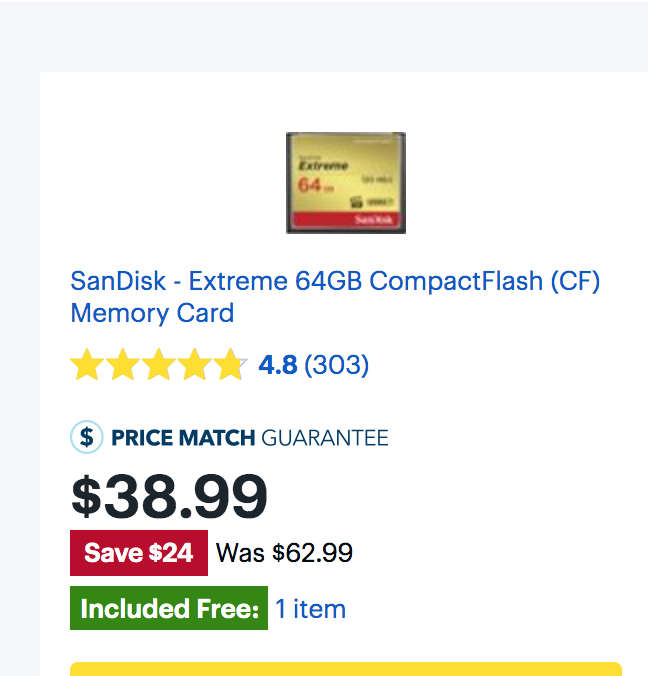 Extreme
64
SanDisk
SanDisk - Extreme 64GB CompactFlash (CF)
Memory Card
4.8 (303)
$ PRICE MATCH GUARANTEE
$38.99
Save $24 Was $62.99
Included Free: 1 item